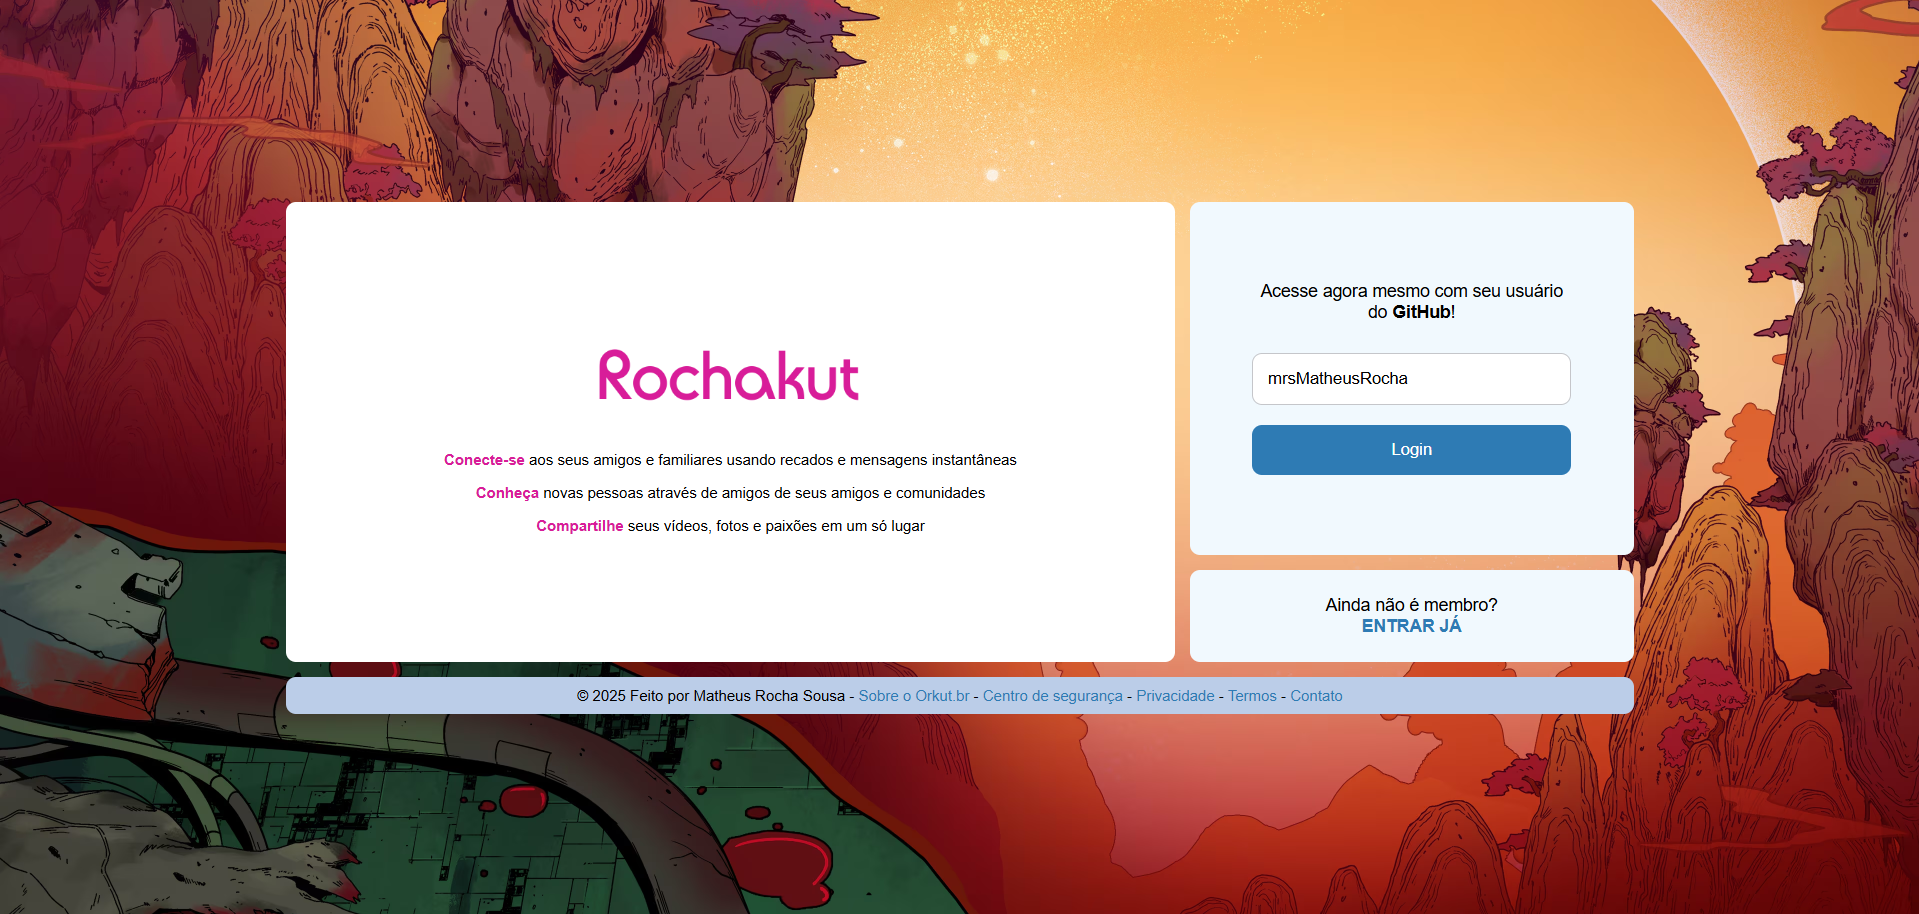 Rochakut
Conecte-se aos seus amigos e familiares usando recados e mensagens instantâneas
Conheça novas pessoas através de amigos de seus amigos e comunidades
Compartilhe seus vídeos, fotos e paixões em um só lugar
Acesse agora mesmo com seu usuário
do GitHub!
mrsMatheusRocha
Login
Ainda não é membro?
ENTRAR JÁ
© 2025 Feito por Matheus Rocha Sousa - Sobre o Orkut.br - Centro de segurança - Privacidade - Termos - Contato